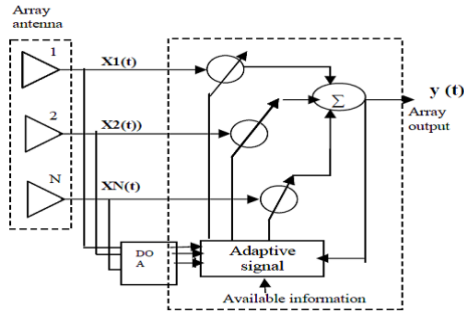 Array
antenna
1
X1(t)
2
X2(t))
N
XN(t)
Σ
y (t)
Array
output
DO
A
Adaptive
signal
Available information